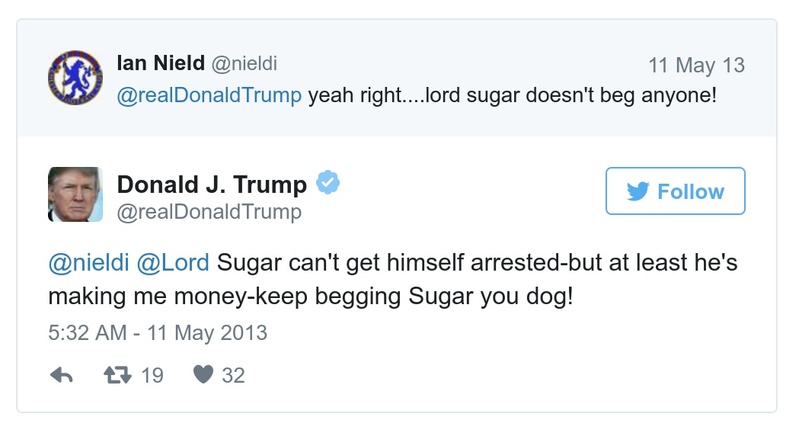 Ian Nield @nieldi
11 May 13
@realDonaldTrump yeah right....lord sugar doesn't beg anyone!
Donald J. Trump
@realDonaldTrump
Follow
@nieldi @Lord Sugar can't get himself arrested-but at least he's
making me money-keep begging Sugar you dog!
5:32 AM - 11 May 2013
19
32